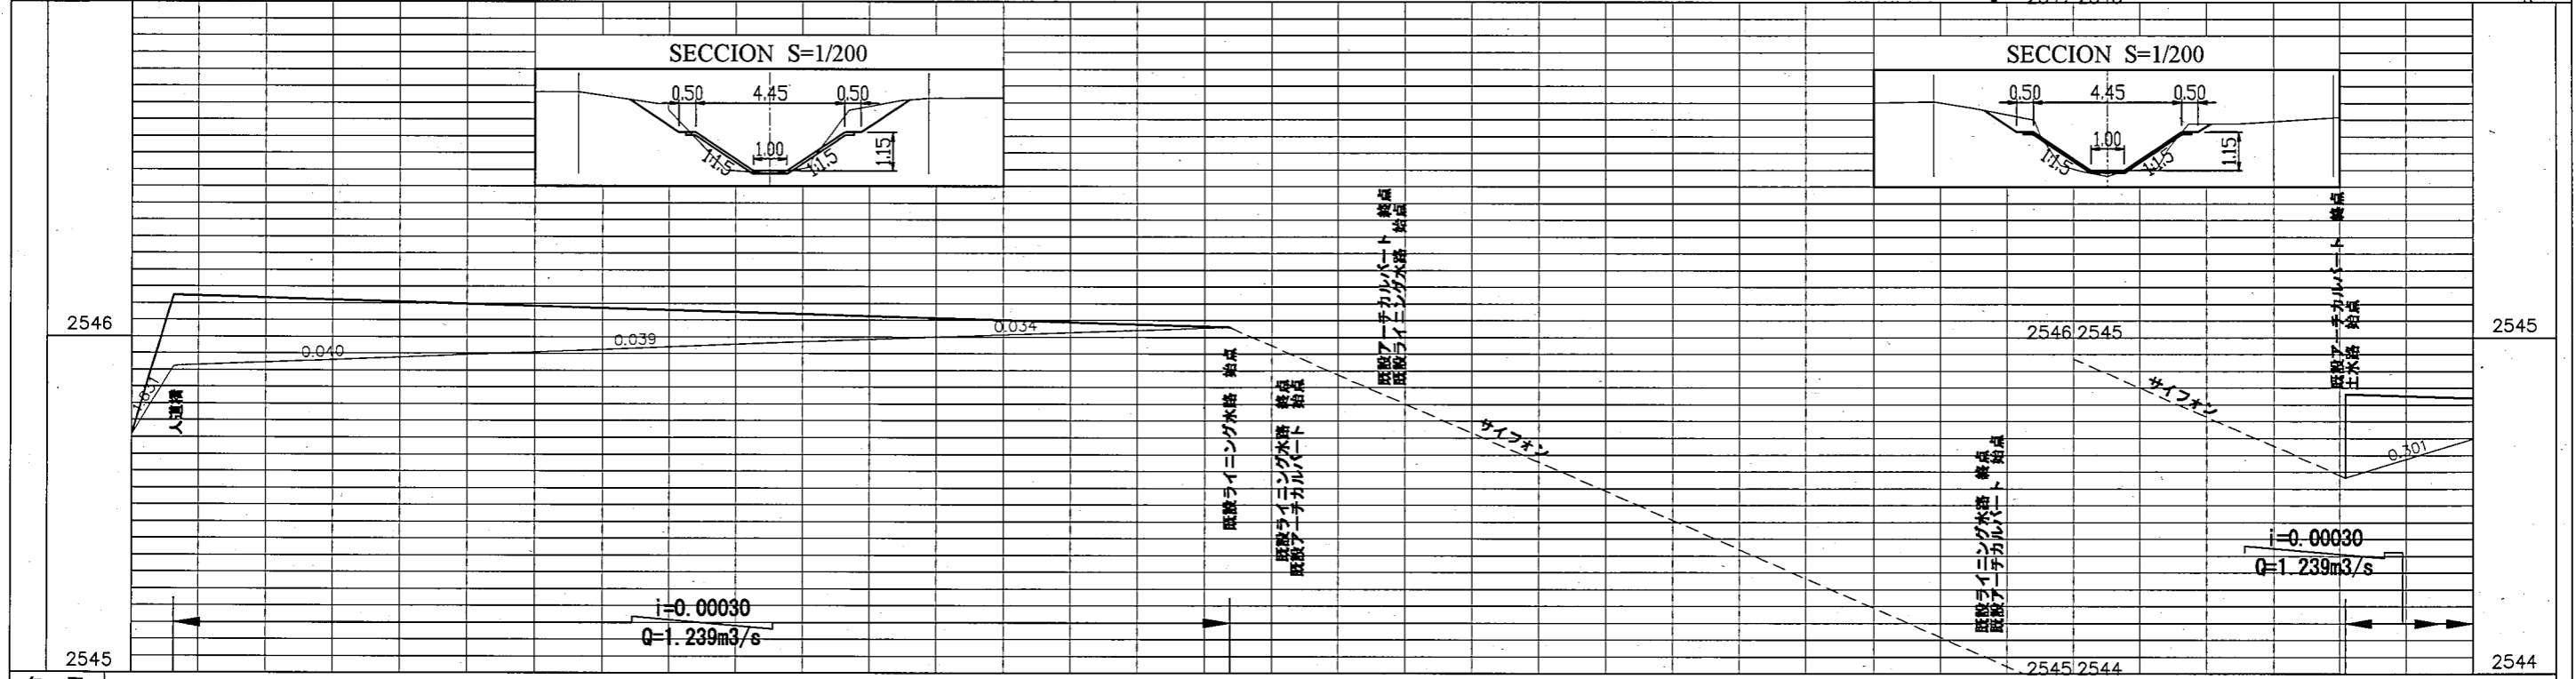 SECCION S=1/200
0.50 4.45 0.50
1.00
1:1.5 1:1.5
1.15
SECCION S=1/200
0.50 4.45 0.50
1.00
1:1.5 1:1.5
1.15
既設アーチカルバート 終点
既設ライニング水路 始点
既設アーチカルバート 終点
土水路 始点
2546
0.040
0.039
0.034
2546 2545
2545
人道橋
既設ライニング水路 始点
既設ライニング水路 終点
既設アーチカルバート 始点
サイフォン
サイフォン
0.301
既設ライニング水路 終点
既設アーチカルバート 始点
i=0.00030
Q=1.239m3/s
i=0.00030
Q=1.239m3/s
2545
2545 2544
2544